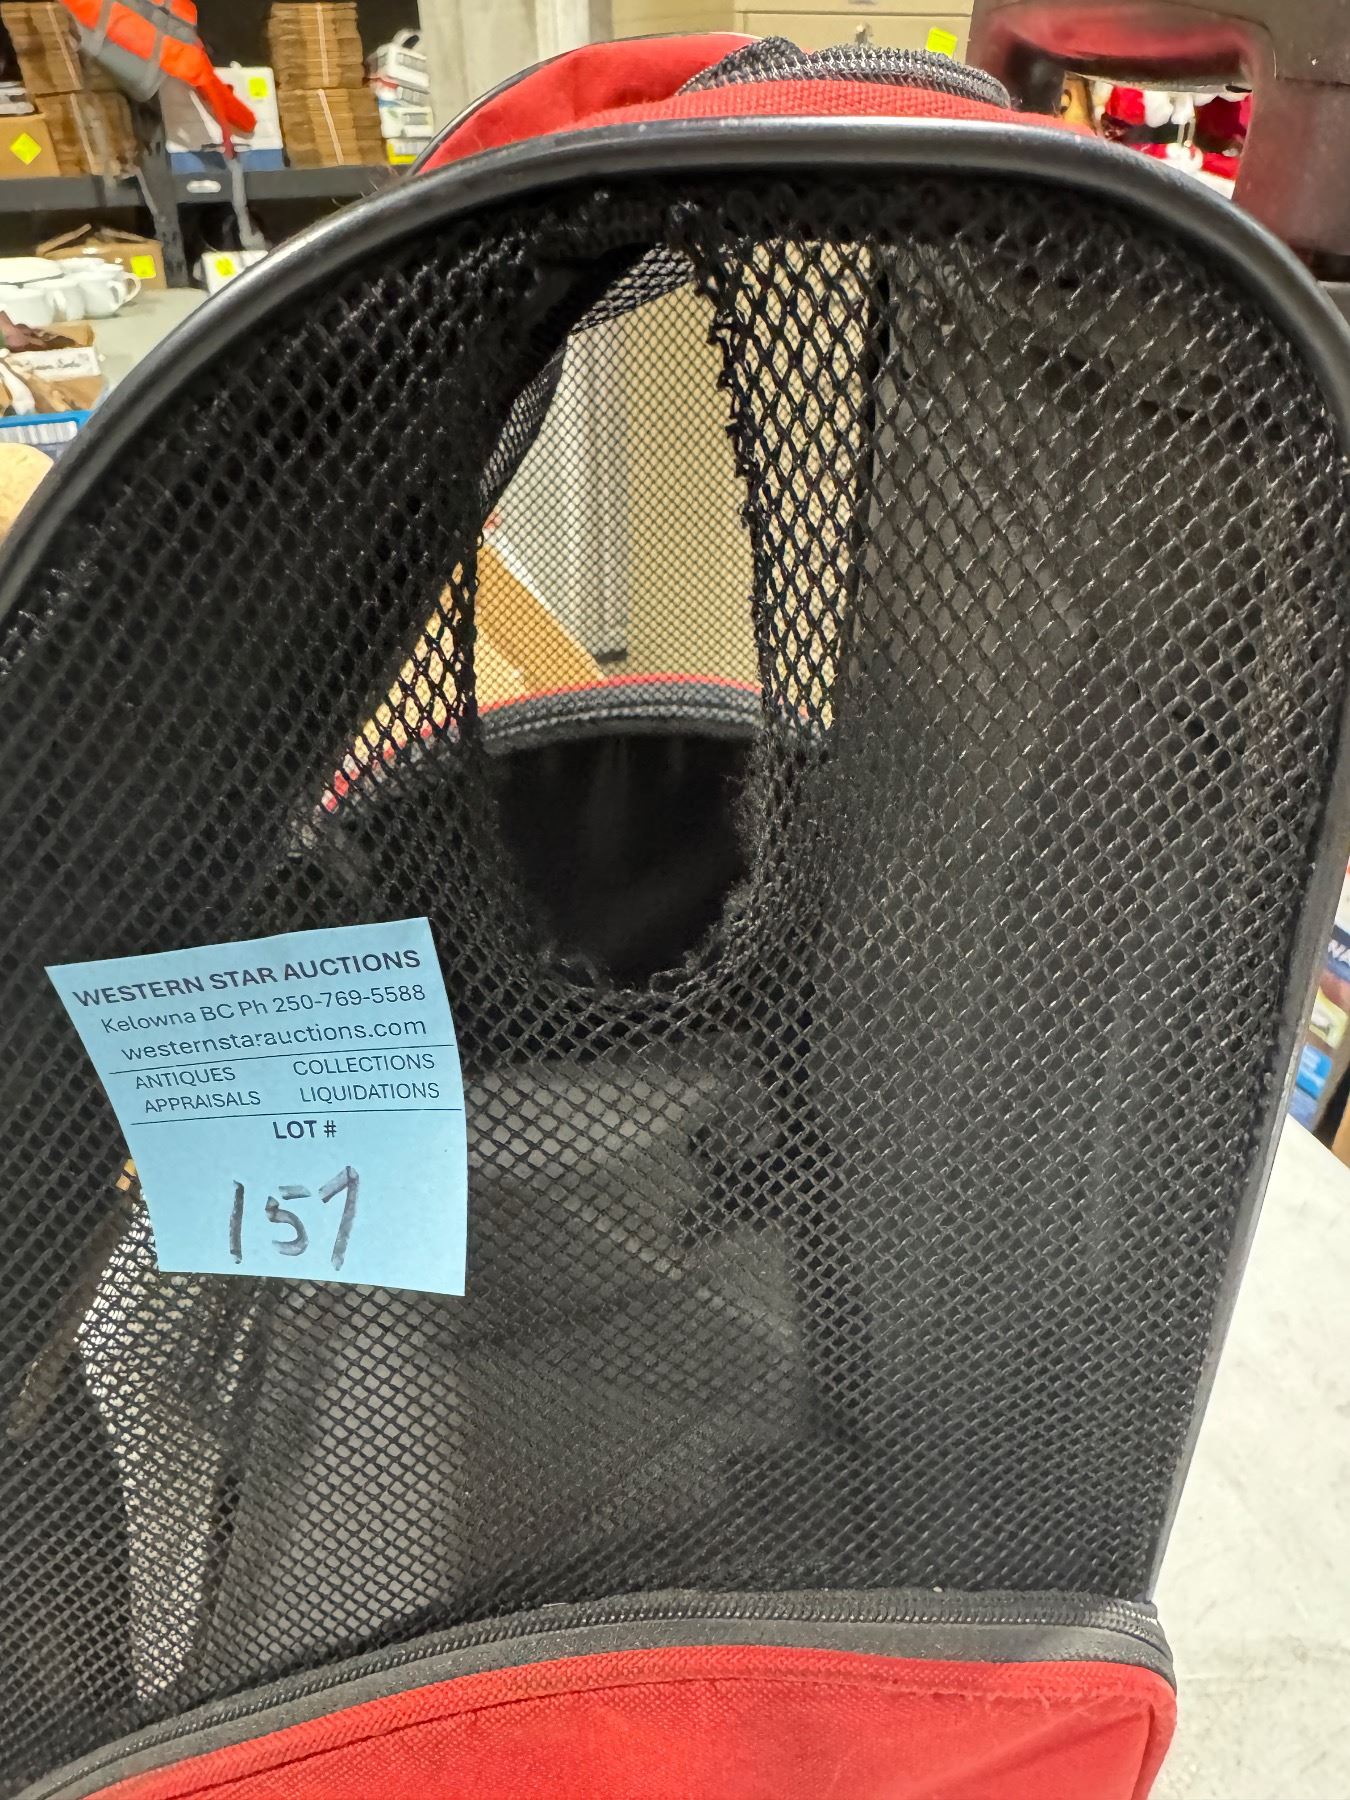 WESTERN STAR AUCTIONS
Kelowna BC Ph 250-769-5588
westernstarauctions.com
ANTIQUES COLLECTIONS
APPRAISALS LIQUIDATIONS
LOT #
157